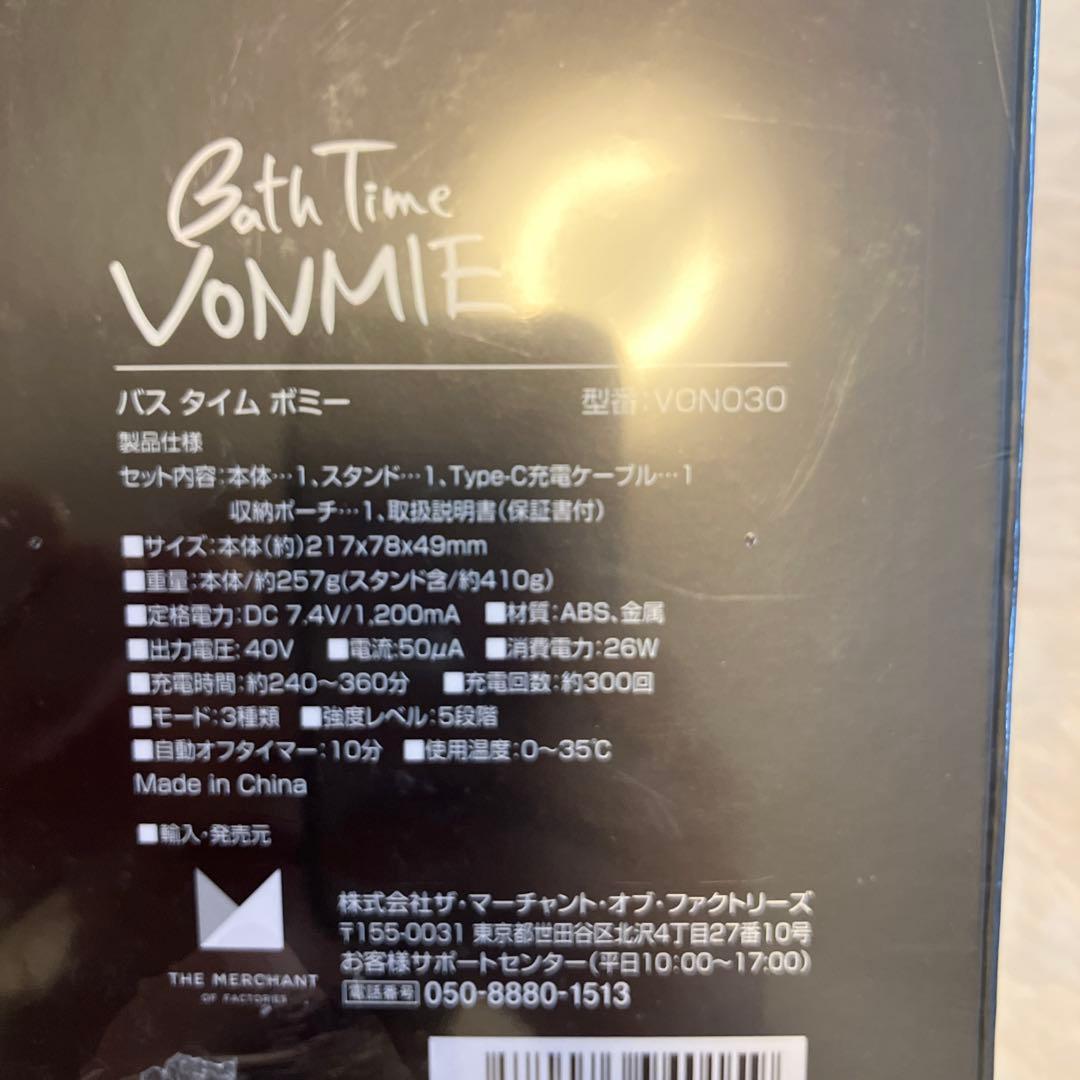 Bath Time
VONMIE
バス タイム ボミー 型番:VON030
製品仕様
セット内容:本体…1、スタンド…1、Type-C充電ケーブル…1
収納ポーチ…1、取扱説明書(保証書付)
■サイズ:本体(約)217x78x49mm
■重量:本体/約257g(スタンド含/約410g)
■定格電力:DC 7.4V/1,200mA ■材質:ABS、金属
■出力電圧:40V ■電流:50μA ■消費電力:26W
■充電時間:約240〜360分 ■充電回数:約300回
■モード:3種類 ■強度レベル:5段階
■自動オフタイマー:10分 ■使用温度:0〜35℃
Made in China
■輸入・発売元
株式会社ザ・マーチャント・オブ・ファクトリーズ
〒155-0031 東京都世田谷区北沢4丁目27番10号
お客様サポートセンター(平日10:00〜17:00)
電話番号 050-8880-1513
THE MERCHANT
OF FACTORIES